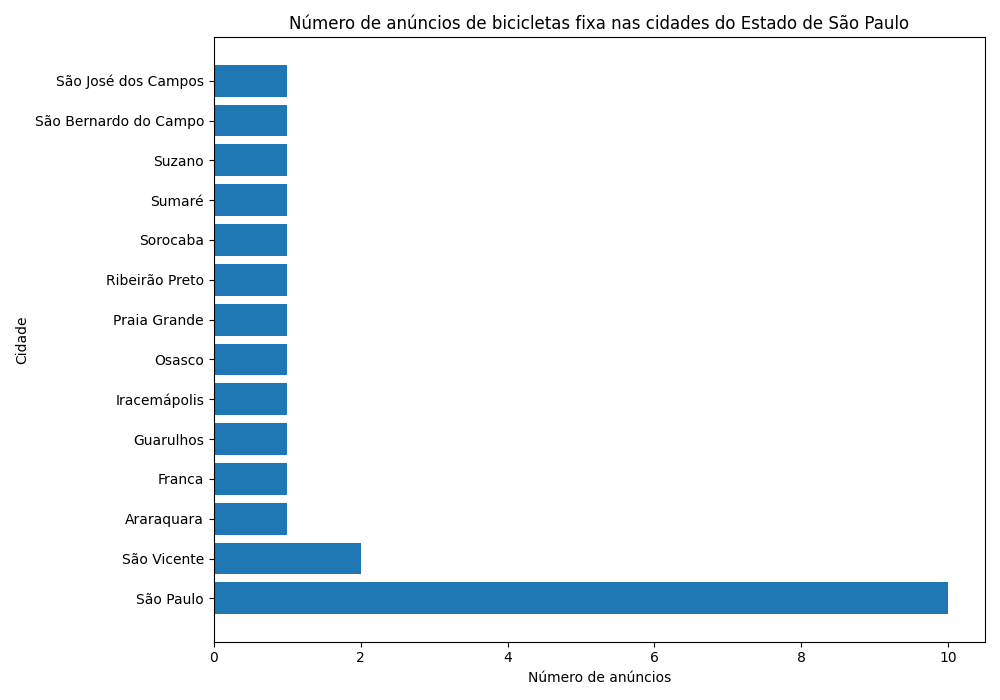 Número de anúncios de bicicletas fixa nas cidades do Estado de São Paulo
São José dos Campos
São Bernardo do Campo
Suzano
Sumaré
Sorocaba
Ribeirão Preto
Praia Grande
Osasco
Iracemápolis
Guarulhos
Franca
Araraquara
São Vicente
São Paulo
Cidade
0 2 4 6 8 10
Número de anúncios